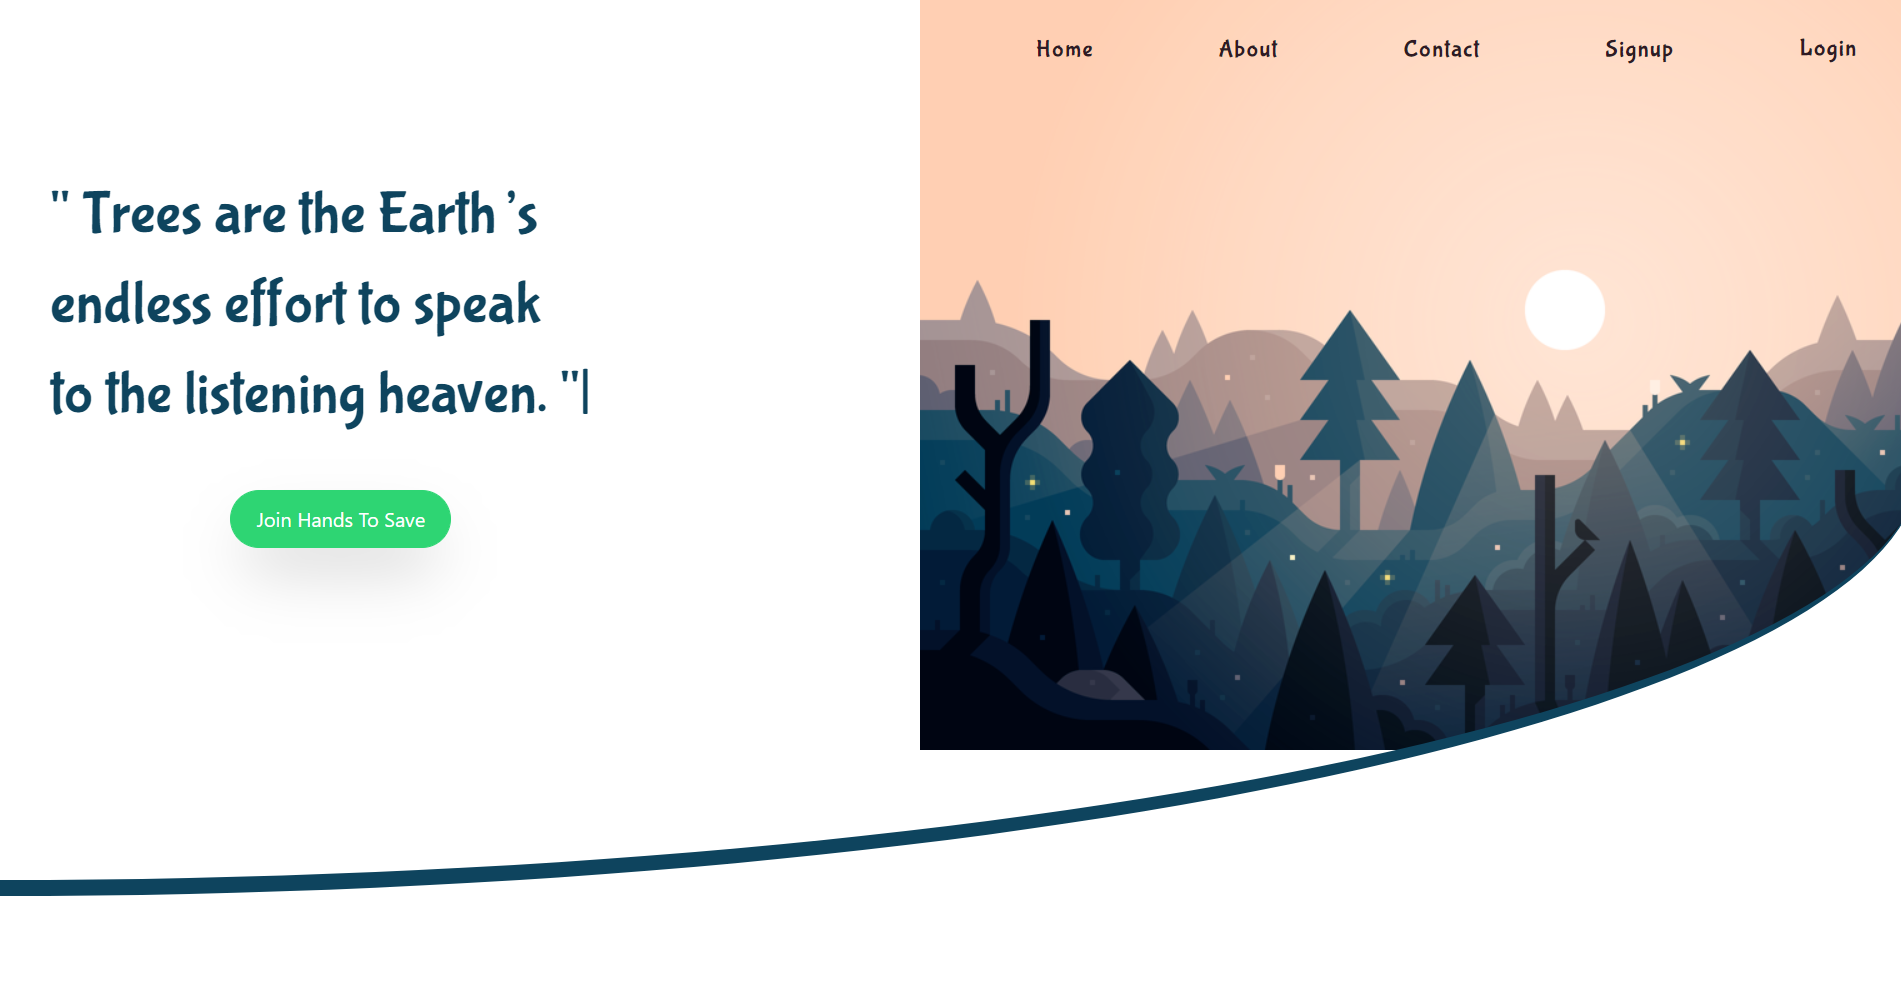 Home About Contact Signup Login
" Trees are the Earth 's
endless effort to speak
to the listening heaven. "|
Join Hands To Save